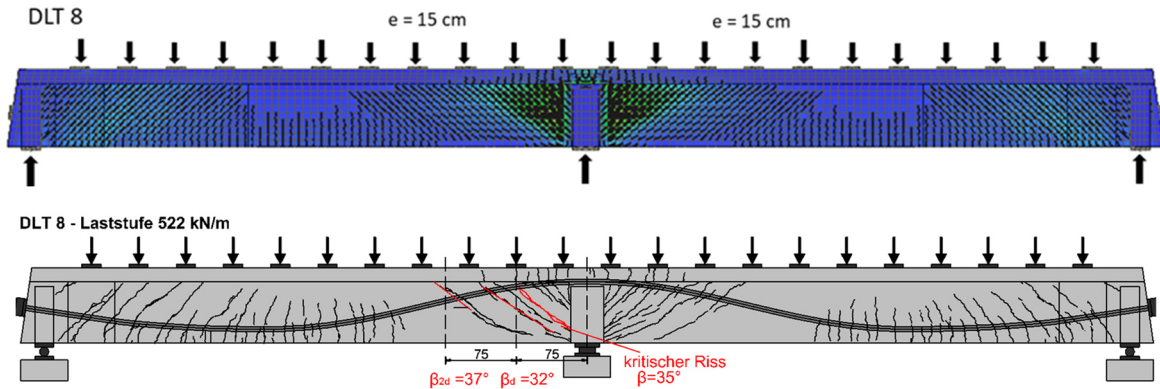 DLT 8
e = 15 cm e = 15 cm
DLT 8 - Laststufe 522 kN/m
75 75
kritischer Riss
β2d =37° βd =32° β=35°